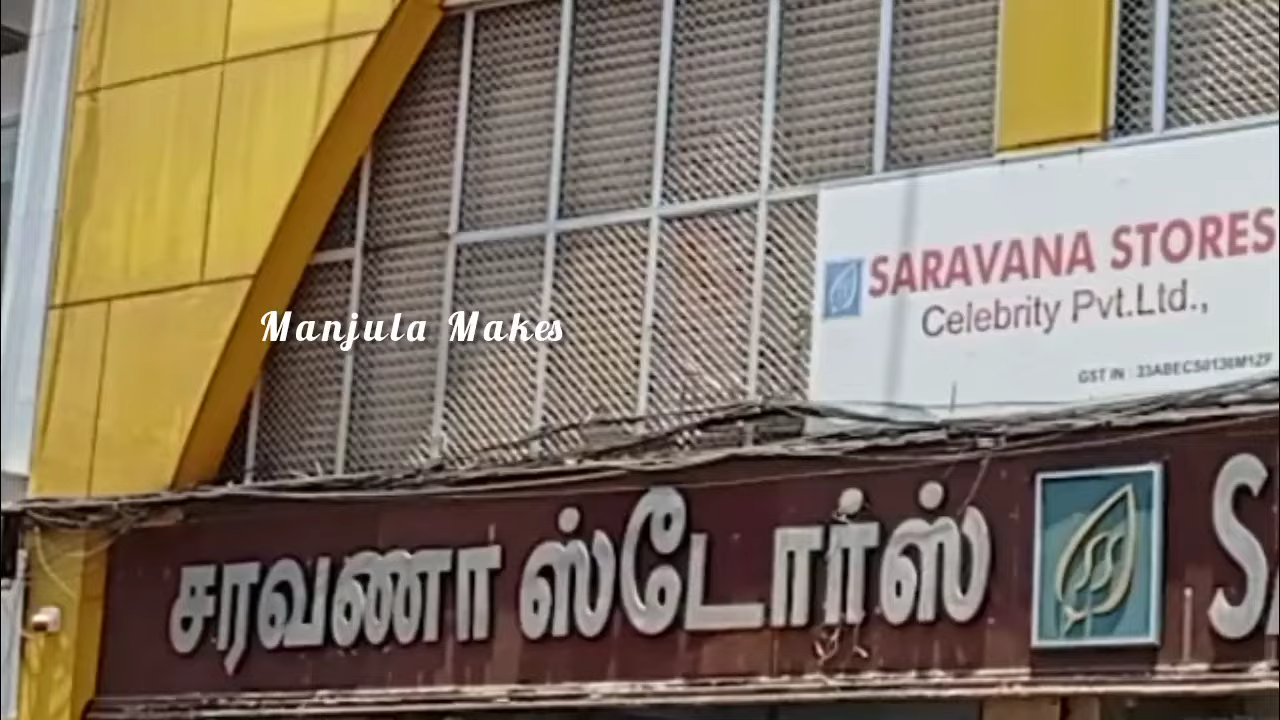 SARAVANA STORES
Celebrity Pvt.Ltd.,
Manjula Makes
சரவணா ஸ்டோர்ஸ்